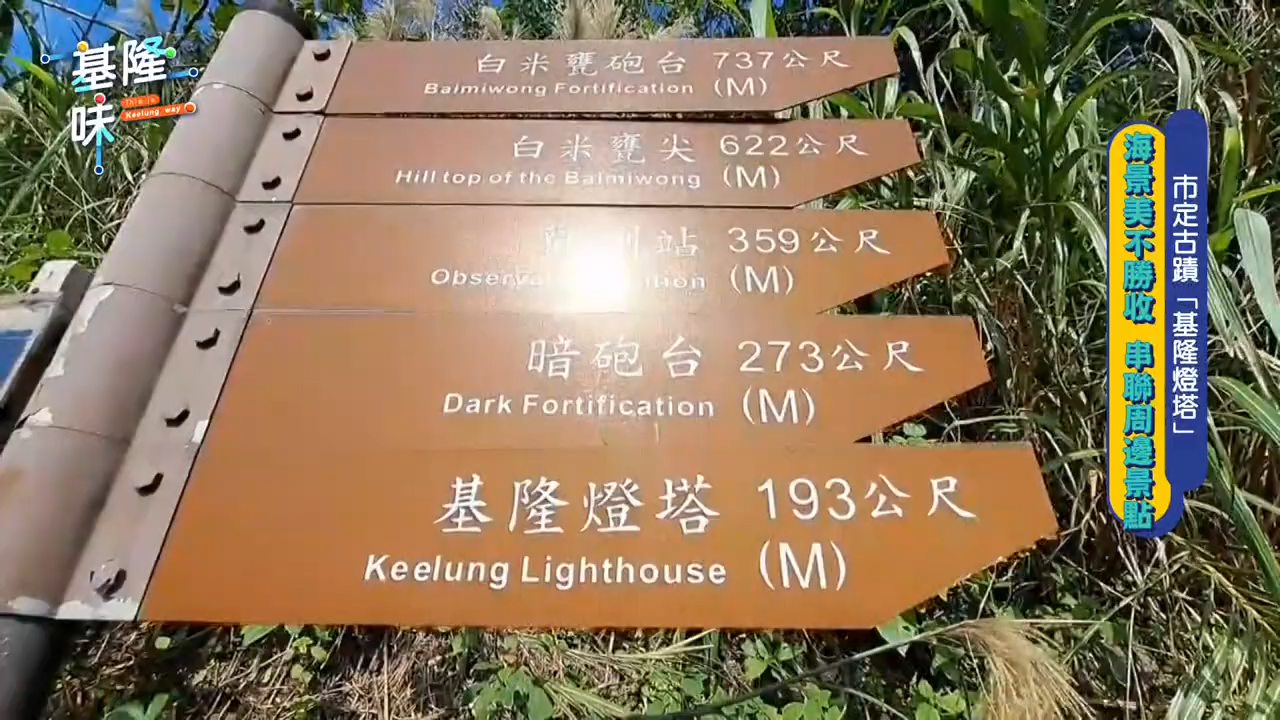 基隆味
This is
Keelung way
白米甕砲台 737公尺
Baimiwong Fortification (M)
白米甕尖 622公尺
Hill top of the Baimiwong (M)
站 359公尺
(M)
暗砲台 273公尺
Dark Fortification (M)
基隆燈塔 193公尺
Keelung Lighthouse (M)
市定古蹟「基隆燈塔」
海景美不勝收 串聯周邊景點